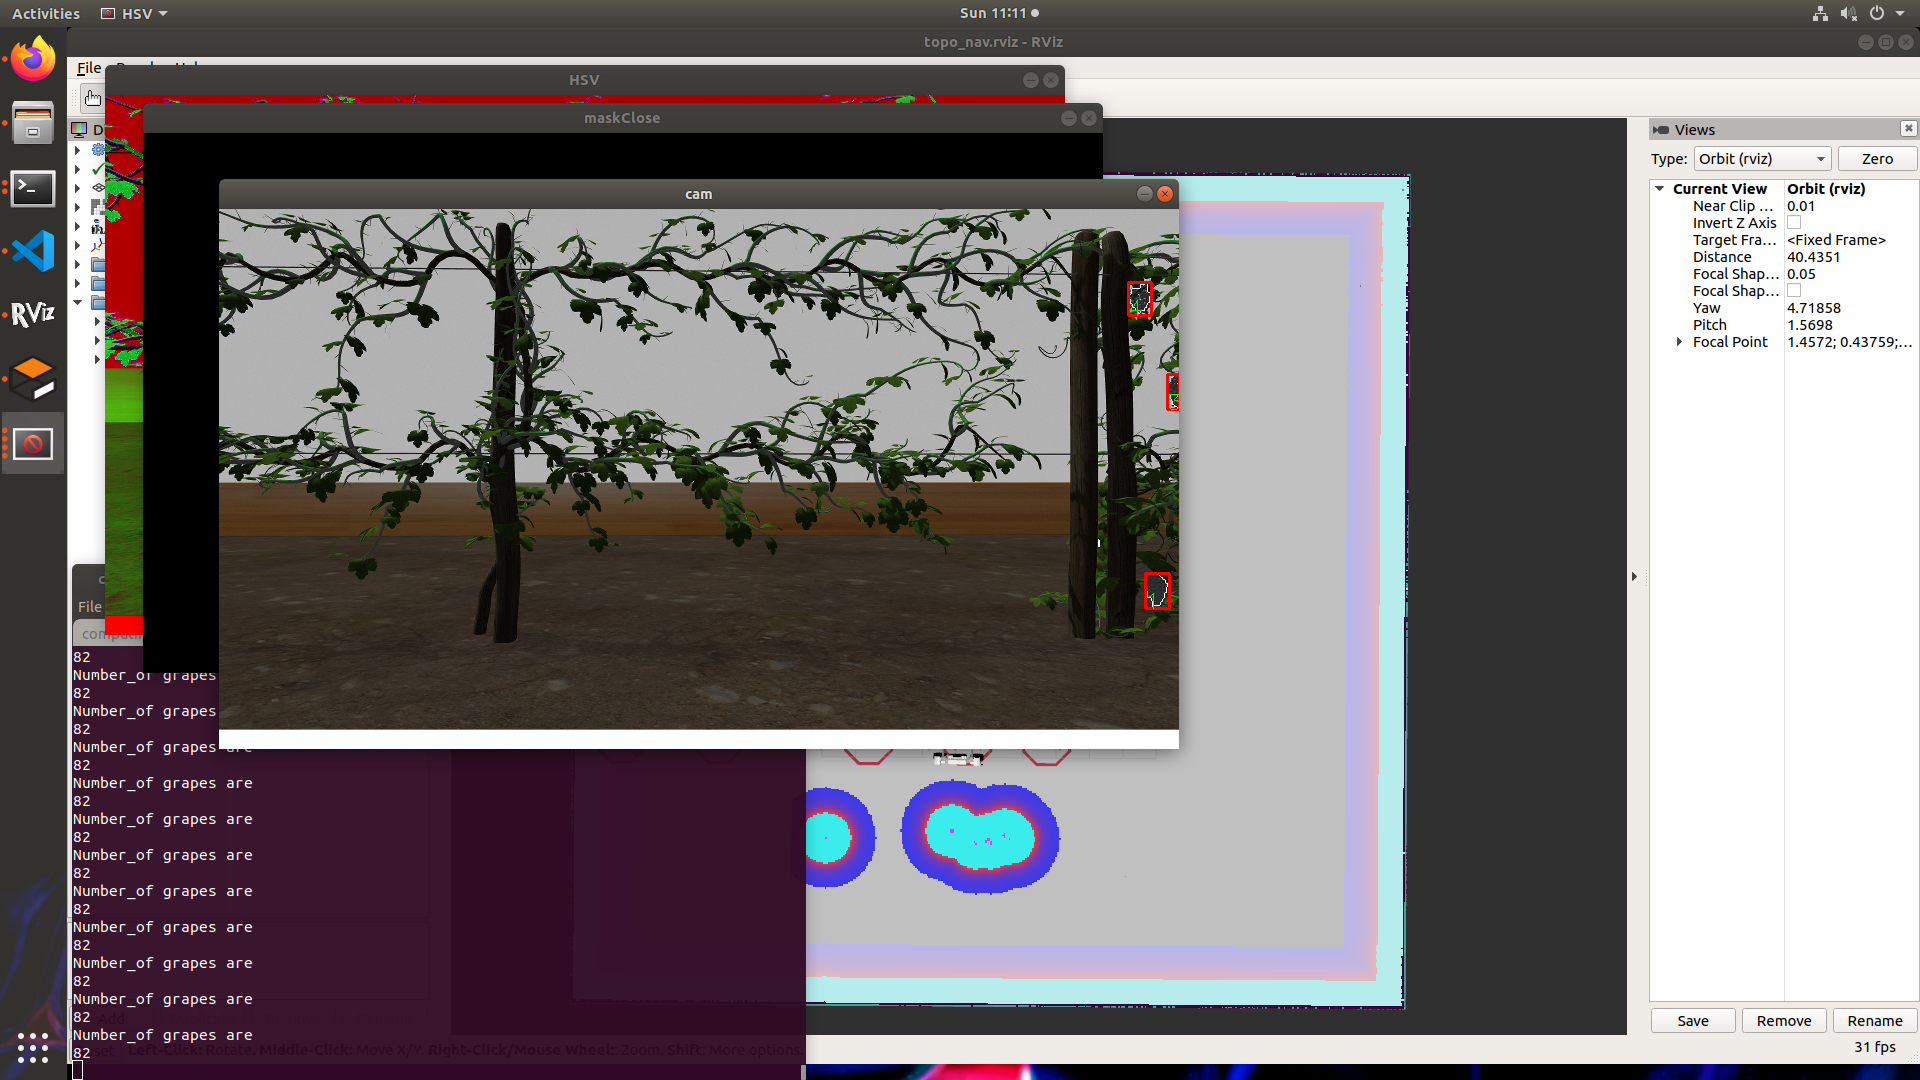 Activities
HSV
Sun 11:11
topo_nav.rviz - RViz
File
HSV
maskClose
cam
Views
Type:
Orbit (rviz)
Zero
Current View
Orbit (rviz)
Near Clip ...
0.01
Invert Z Axis
Target Fra...
<Fixed Frame>
Distance
40.4351
Focal Shap...
0.05
Focal Shap...
Yaw
4.71858
Pitch
1.5698
Focal Point
1.4572; 0.43759;...
RViz
File
82
Number_of grapes
82
Number_of grapes
82
Number_of grapes are
82
Number_of grapes are
82
Number_of grapes are
82
Number_of grapes are
82
Number_of grapes are
82
Number_of grapes are
82
Number_of grapes are
82
Number_of grapes are
82
Number_of grapes are
82
Left-Click: Rotate. Middle-Click: Move X/Y. Right-Click/Mouse Wheel:: Zoom. Shift: More options.
Save
Remove
Rename
31 fps